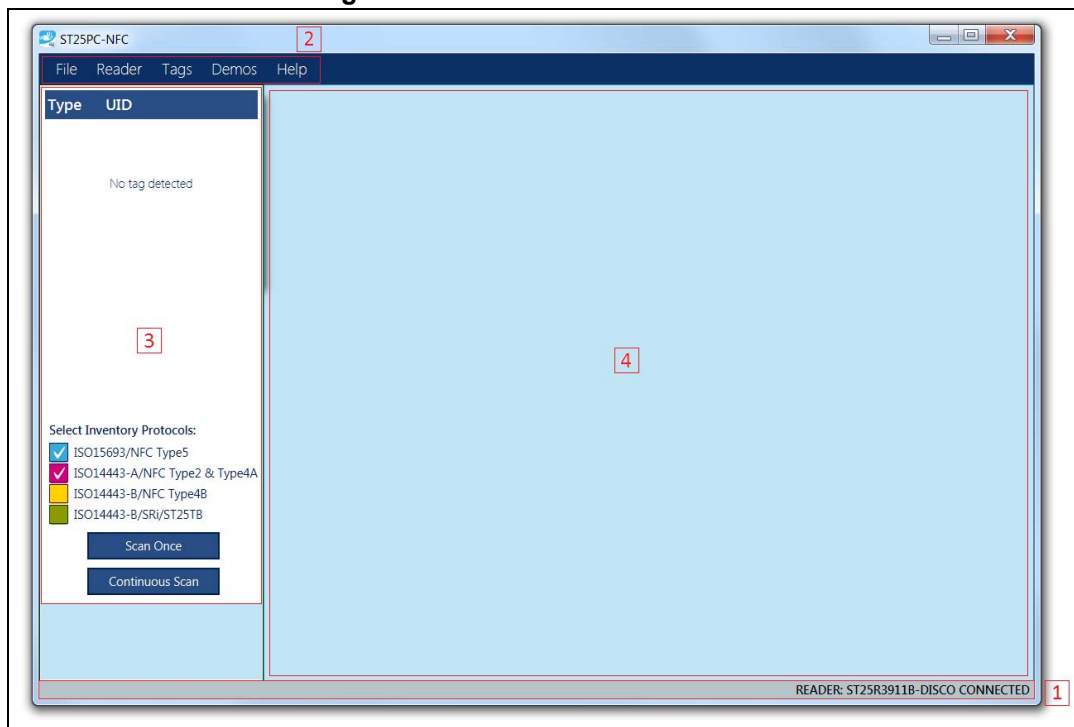 ST25PC-NFC
2
File Reader Tags Demos Help
Type UID
No tag detected
3
4
Select Inventory Protocols:
ISO15693/NFC Type5
ISO14443-A/NFC Type2 & Type4A
ISO14443-B/NFC Type4B
ISO14443-B/SRi/ST25TB
Scan Once
Continuous Scan
READER: ST25R3911B-DISCO CONNECTED
1